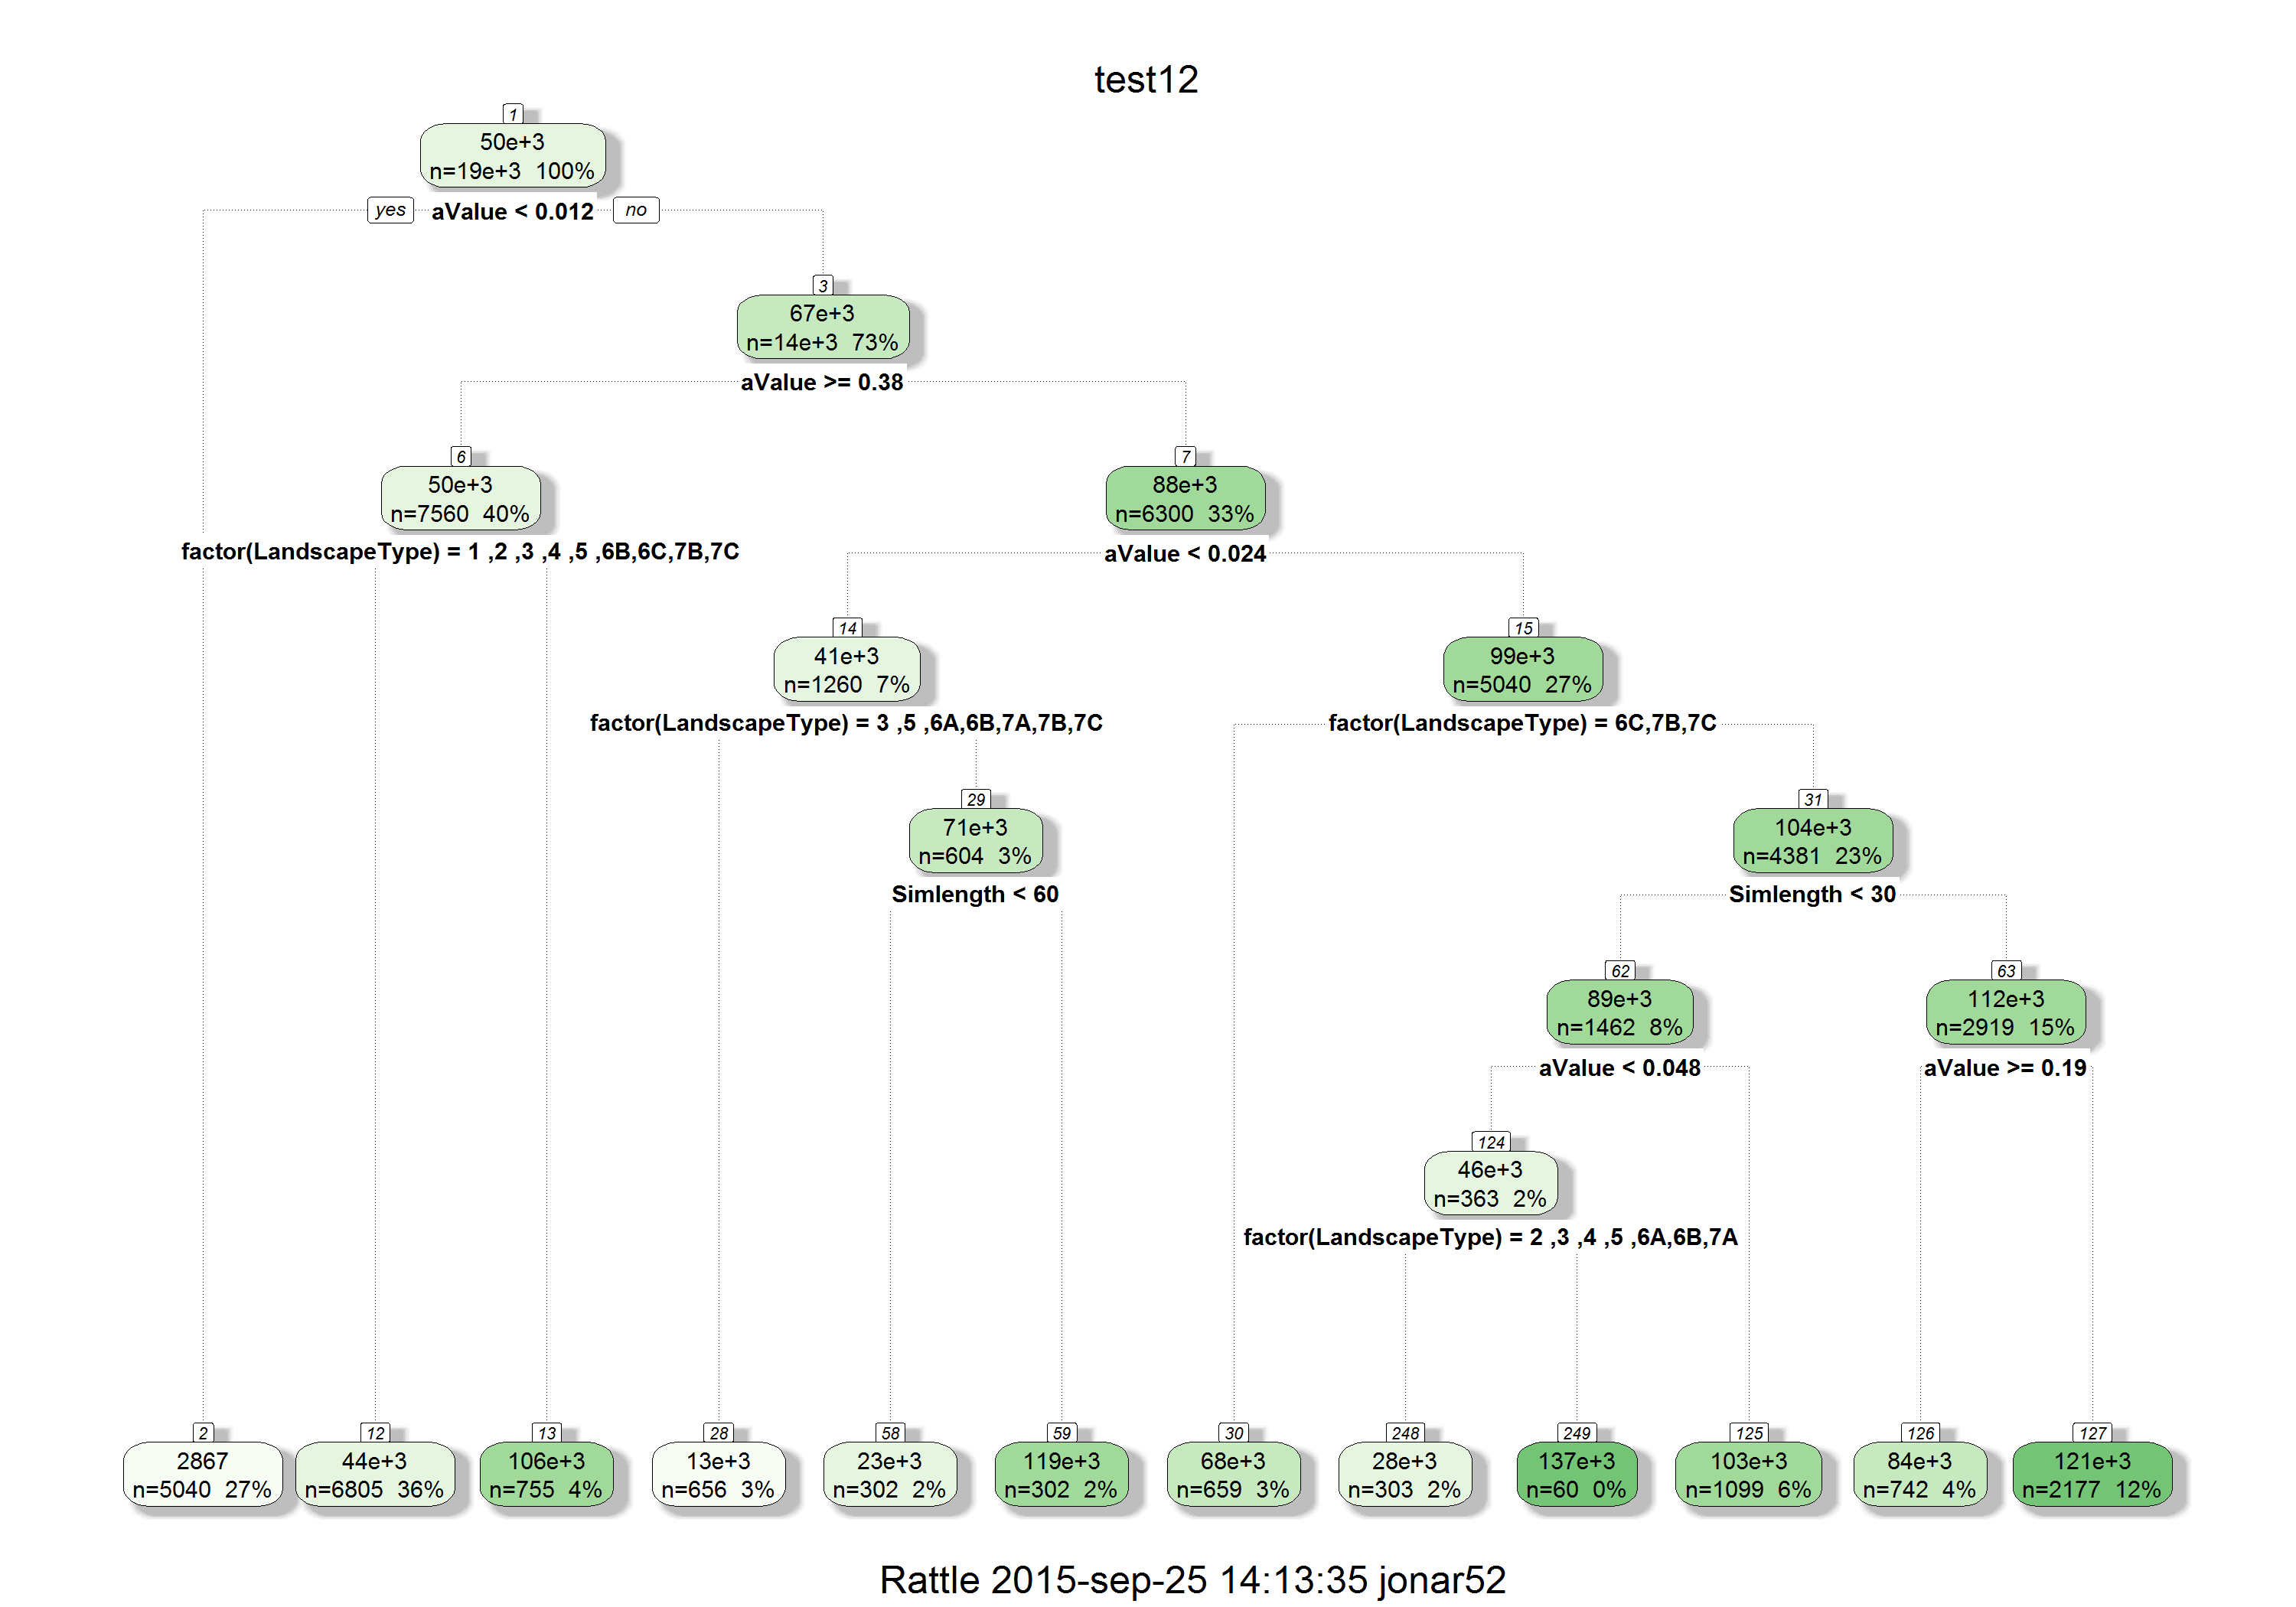 test12
1
50e+3
n=19e+3 100%
yes aValue < 0.012 no
3
67e+3
n=14e+3 73%
aValue >= 0.38
6
50e+3
n=7560 40%
7
88e+3
n=6300 33%
factor(LandscapeType) = 1 ,2 ,3 ,4 ,5 ,6B,6C,7B,7C
aValue < 0.024
14
41e+3
n=1260 7%
15
99e+3
n=5040 27%
factor(LandscapeType) = 3 ,5 ,6A,6B,7A,7B,7C
factor(LandscapeType) = 6C,7B,7C
29
71e+3
n=604 3%
31
104e+3
n=4381 23%
Simlength < 60
Simlength < 30
62
89e+3
n=1462 8%
63
112e+3
n=2919 15%
aValue < 0.048
aValue >= 0.19
124
46e+3
n=363 2%
factor(LandscapeType) = 2 ,3 ,4 ,5 ,6A,6B,7A
2
2867
n=5040 27%
12
44e+3
n=6805 36%
13
106e+3
n=755 4%
28
13e+3
n=656 3%
58
23e+3
n=302 2%
59
119e+3
n=302 2%
30
68e+3
n=659 3%
248
28e+3
n=303 2%
249
137e+3
n=60 0%
125
103e+3
n=1099 6%
126
84e+3
n=742 4%
127
121e+3
n=2177 12%
Rattle 2015-sep-25 14:13:35 jonar52